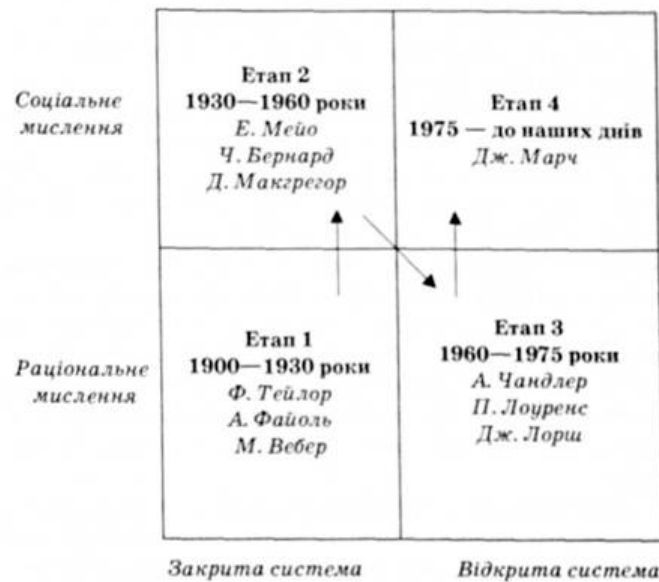 Соціальне
мислення
Етап 2
1930—1960 роки
Е. Мейо
Ч. Бернард
Д. Макгрегор
Етап 4
1975 — до наших днів
Дж. Марч
Раціональне
мислення
Етап 1
1900—1930 роки
Ф. Тейлор
А. Файоль
М. Вебер
Етап 3
1960—1975 роки
А. Чандлер
П. Лоуренс
Дж. Лорш
Закрита система
Відкрита система